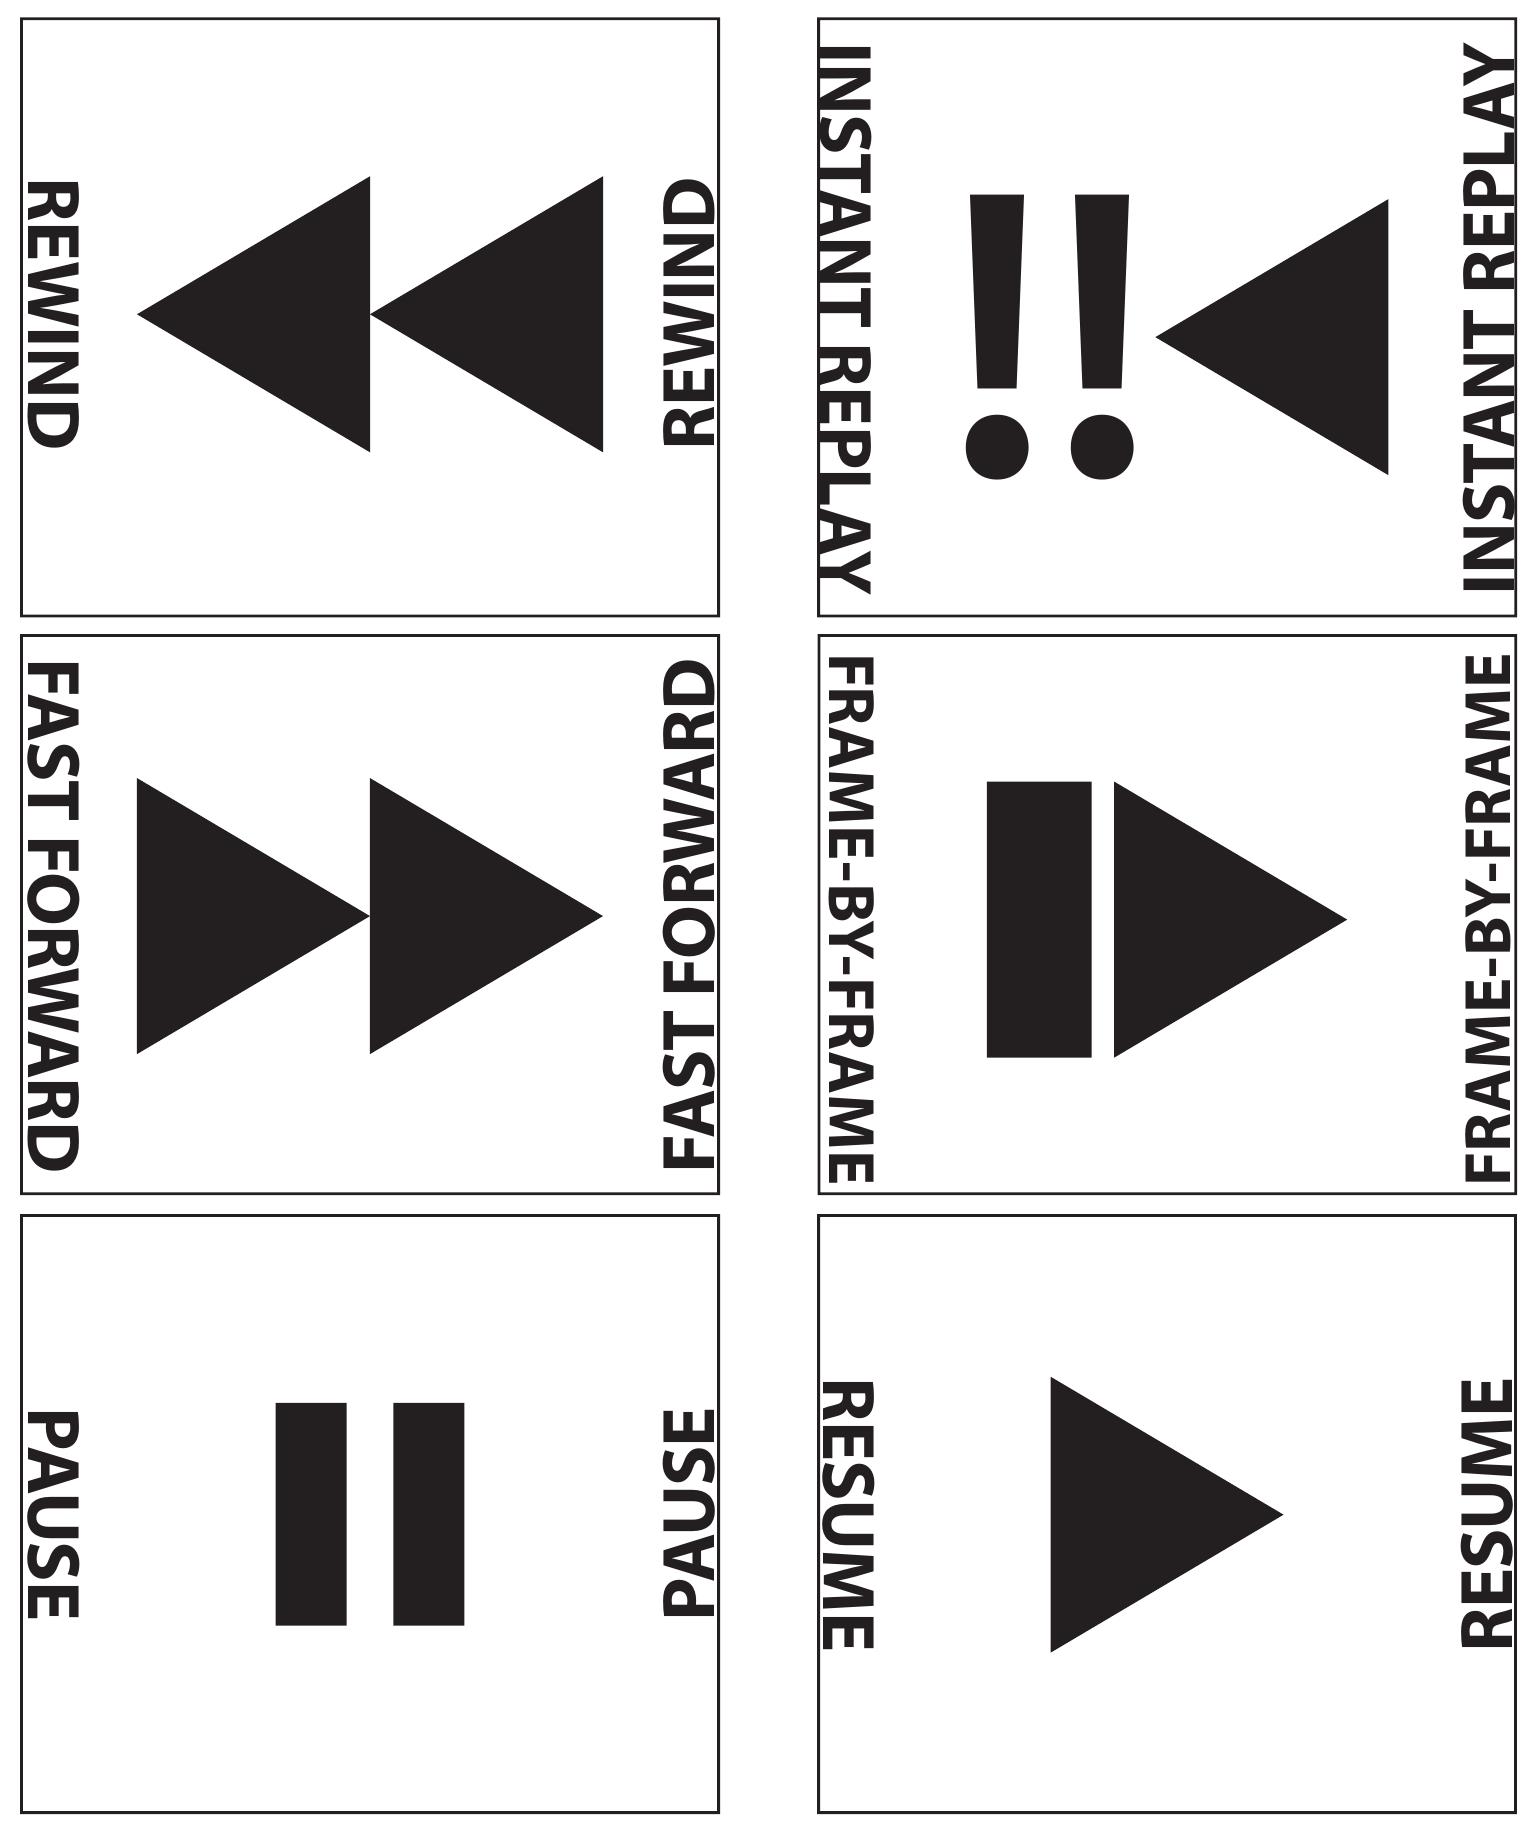 REWIND
REWIND
INSTANT REPLAY
!!
INSTANT REPLAY
FAST FORWARD
FAST FORWARD
FRAME-BY-FRAME
FRAME-BY-FRAME
PAUSE
PAUSE
RESUME
RESUME